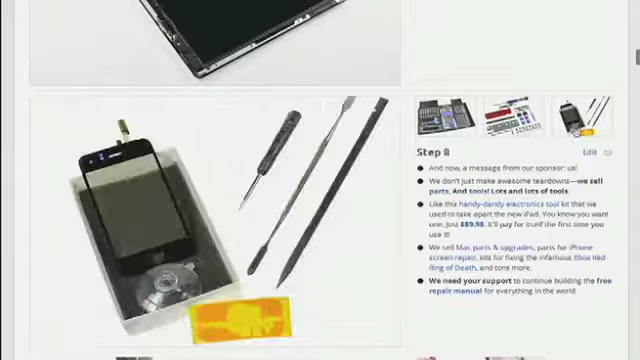 Step 8
Edit
And now, a message from our sponsor: us!
We don't just make awesome teardowns—we sell
parts. And tools! Lots and lots of tools.
Like this handy-dandy electronics tool kit that we
used to take apart the new iPad. You know you want
one. Just $59.95. It'll pay for itself the first time you
use it!
We sell Mac parts & upgrades, parts for iPhone
screen repair, kits for fixing the infamous Xbox Red
Ring of Death, and tons more.
We need your support to continue building the free
repair manual for everything in the world